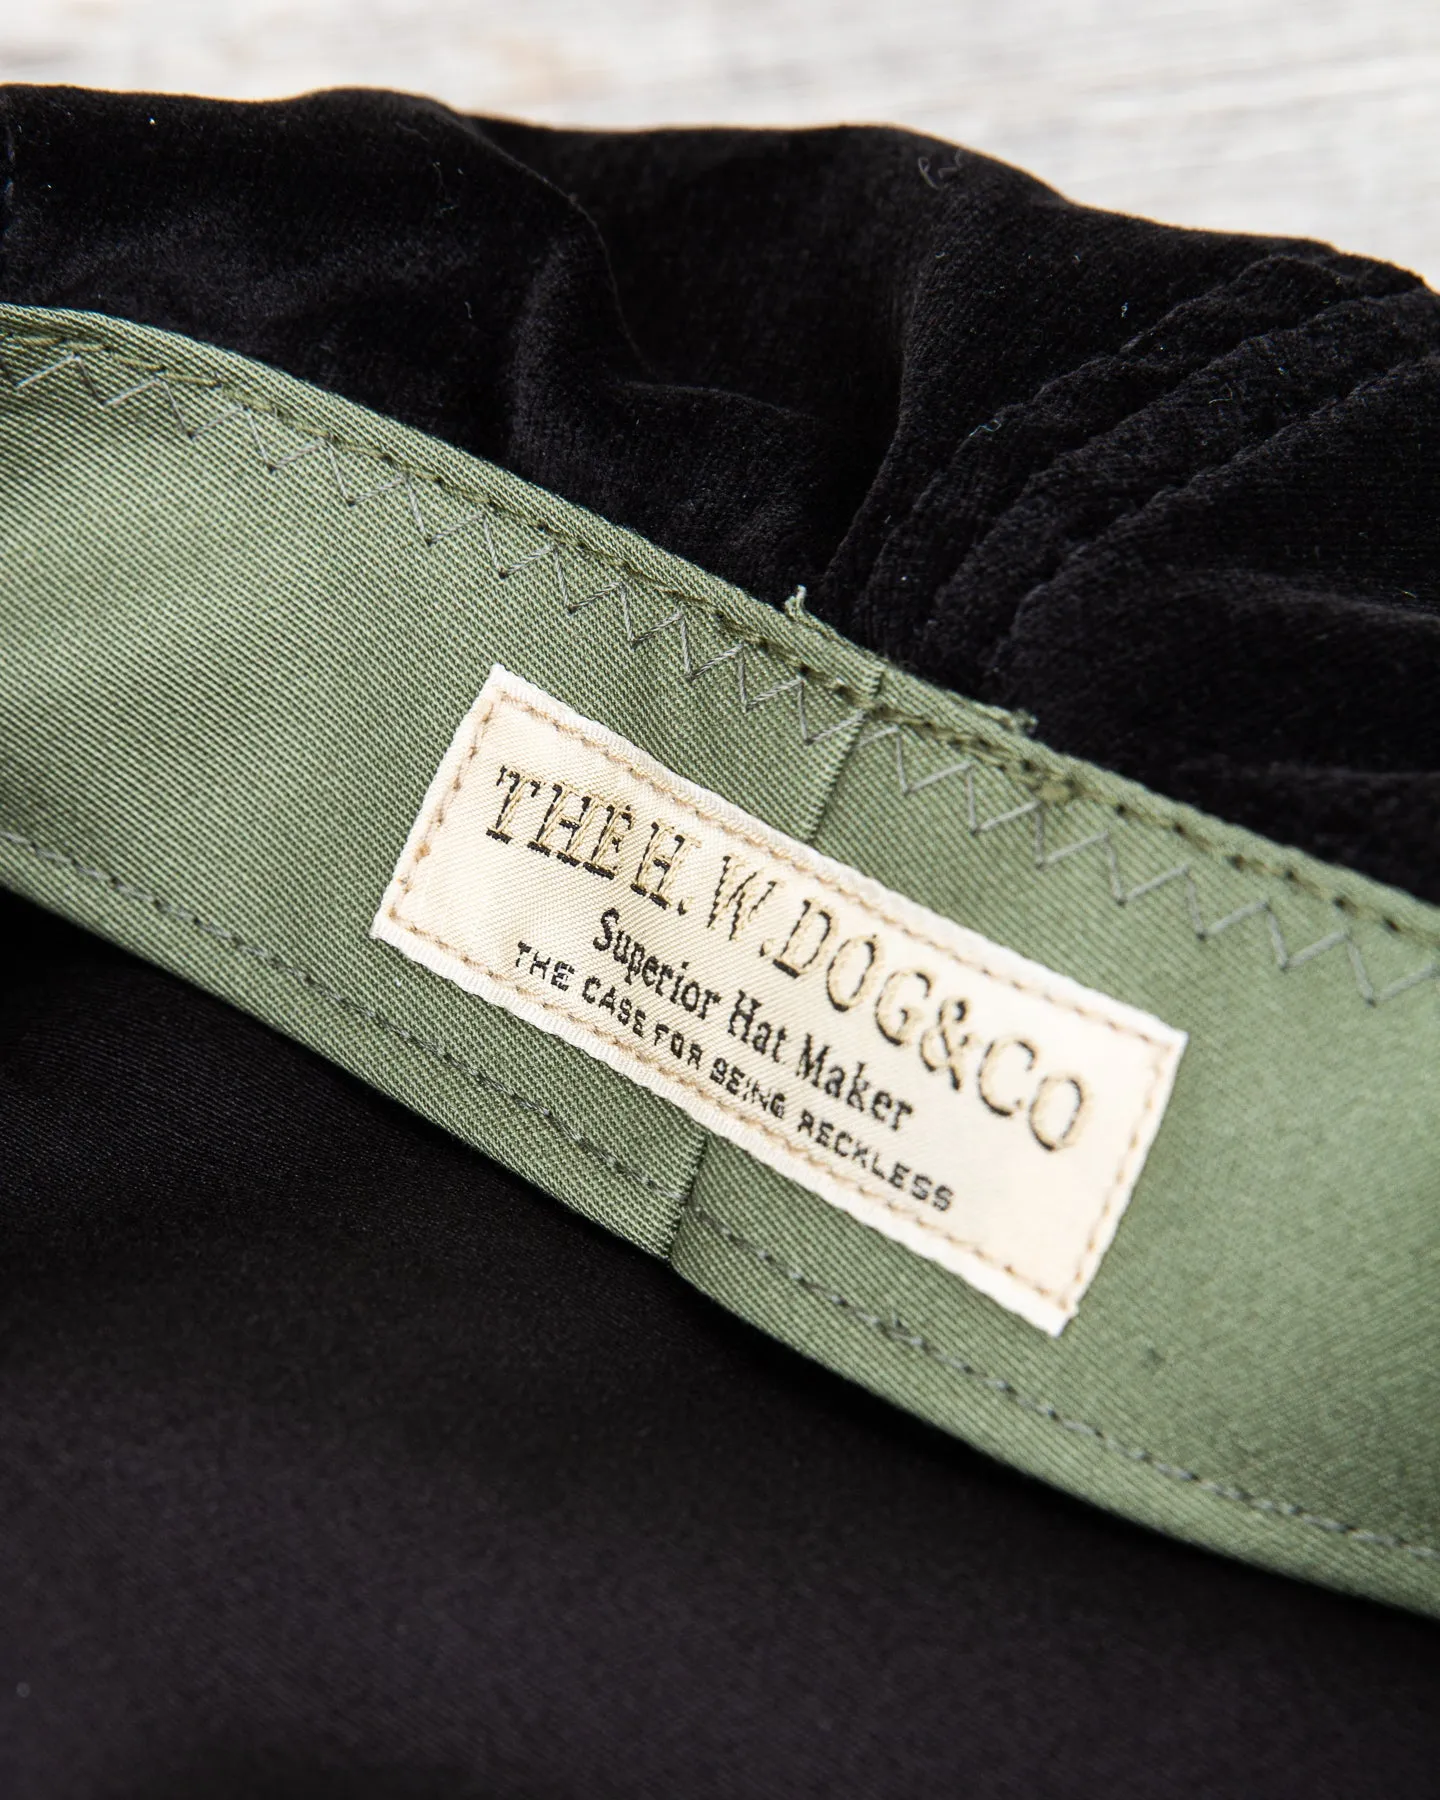 THE H.W.DOG&CO
Superior Hat Maker
THE CASE FOR BEING RECKLESS